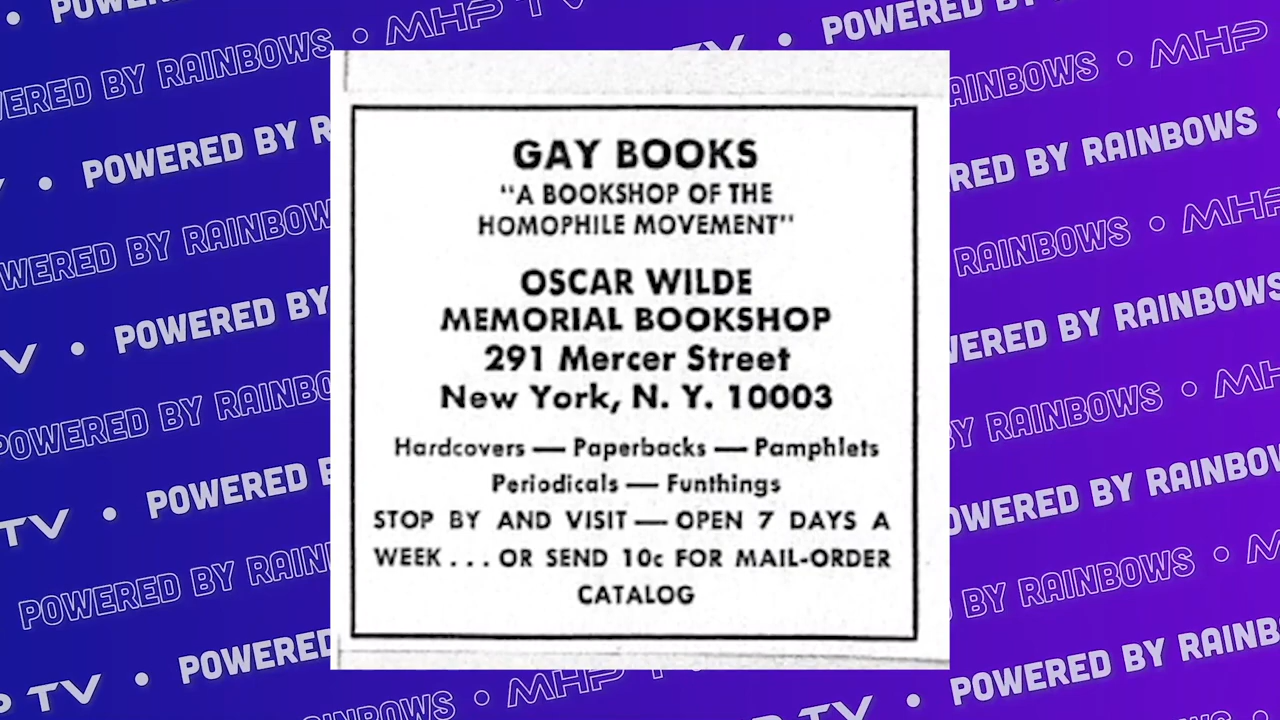 GAY BOOKS
"A BOOKSHOP OF THE
HOMOPHILE MOVEMENT"
OSCAR WILDE
MEMORIAL BOOKSHOP
291 Mercer Street
New York, N. Y. 10003
Hardcovers — Paperbacks — Pamphlets
Periodicals — Funthings
STOP BY AND VISIT — OPEN 7 DAYS A
WEEK . . . OR SEND 10c FOR MAIL-ORDER
CATALOG
POWERED BY RAINBOWS • MHP TV